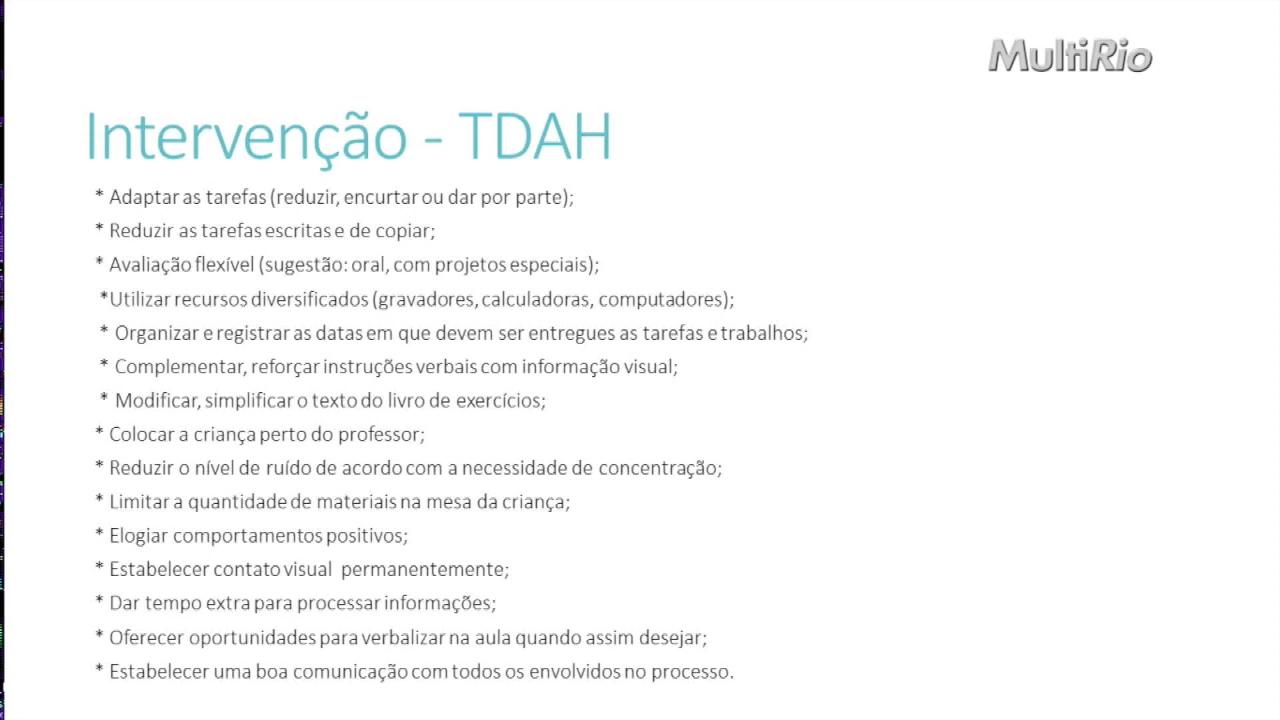 MultiRio
Intervenção - TDAH
* Adaptar as tarefas (reduzir, encurtar ou dar por parte);
* Reduzir as tarefas escritas e de copiar;
* Avaliação flexível (sugestão: oral, com projetos especiais);
*Utilizar recursos diversificados (gravadores, calculadoras, computadores);
* Organizar e registrar as datas em que devem ser entregues as tarefas e trabalhos;
* Complementar, reforçar instruções verbais com informação visual;
* Modificar, simplificar o texto do livro de exercícios;
* Colocar a criança perto do professor;
* Reduzir o nível de ruído de acordo com a necessidade de concentração;
* Limitar a quantidade de materiais na mesa da criança;
* Elogiar comportamentos positivos;
* Estabelecer contato visual permanentemente;
* Dar tempo extra para processar informações;
* Oferecer oportunidades para verbalizar na aula quando assim desejar;
* Estabelecer uma boa comunicação com todos os envolvidos no processo.